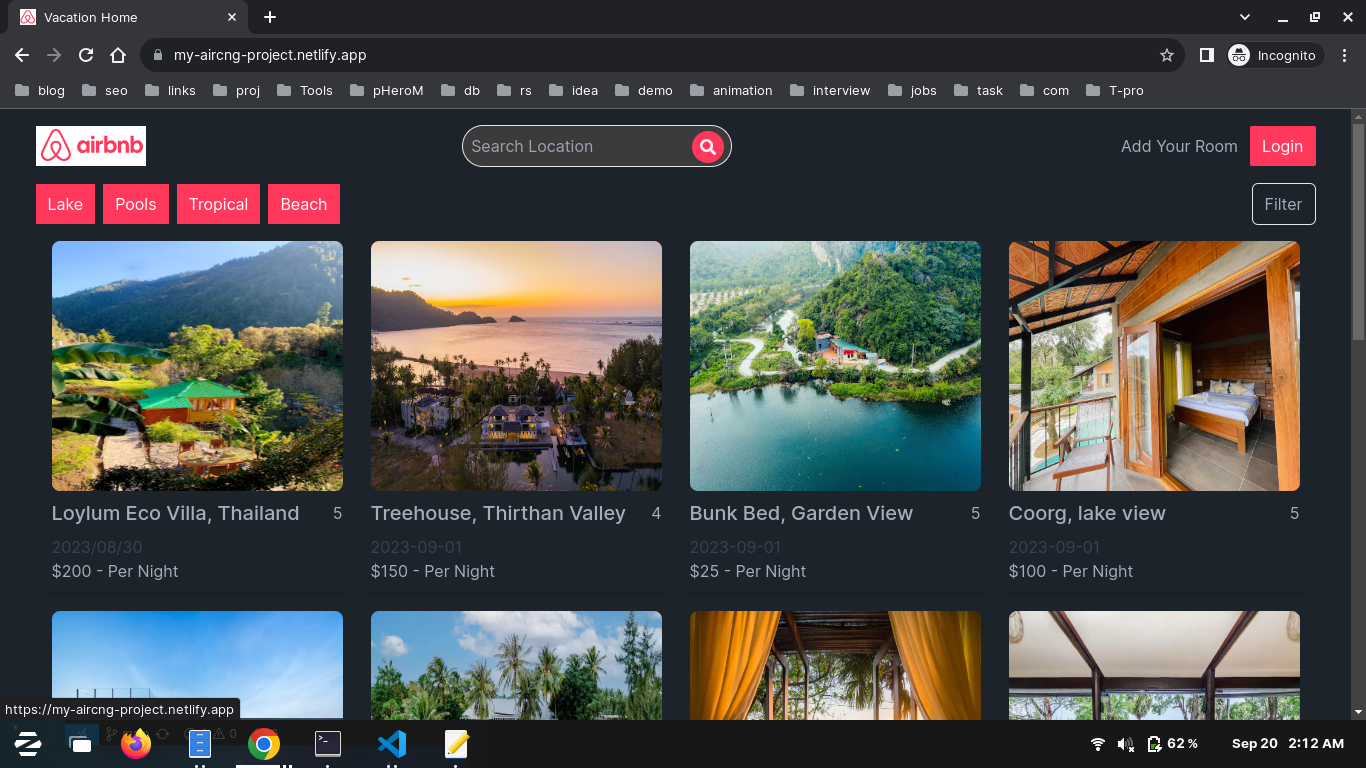 Vacation Home
my-aircng-project.netlify.app
Incognito
blog seo links proj Tools pHeroM db rs idea demo animation interview jobs task com T-pro
airbnb
Search Location
Add Your Room Login
Lake Pools Tropical Beach Filter
Loylum Eco Villa, Thailand 5
2023/08/30
$200 - Per Night
Treehouse, Thirthan Valley 4
2023-09-01
$150 - Per Night
Bunk Bed, Garden View 5
2023-09-01
$25 - Per Night
Coorg, lake view 5
2023-09-01
$100 - Per Night
https://my-aircng-project.netlify.app
62 % Sep 20 2:12 AM